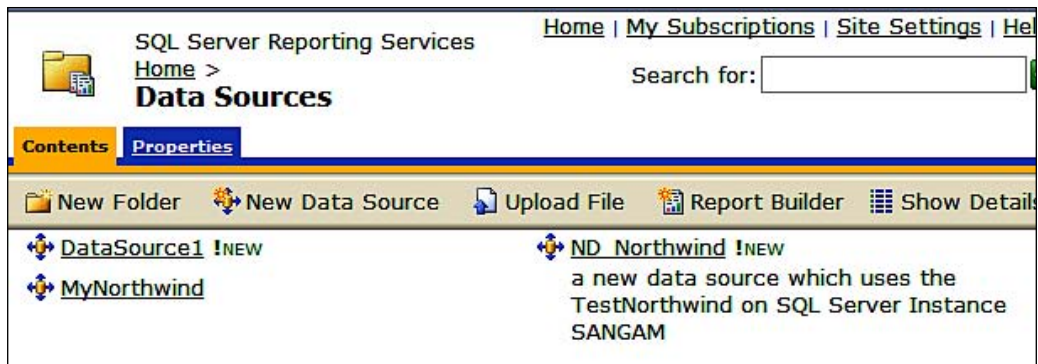 Home | My Subscriptions | Site Settings | Hel
SQL Server Reporting Services
Home >
Search for:
Data Sources
Contents Properties
New Folder New Data Source Upload File Report Builder Show Details
DataSource1 !NEW
MyNorthwind
ND_Northwind !NEW
a new data source which uses the
TestNorthwind on SQL Server Instance
SANGAM